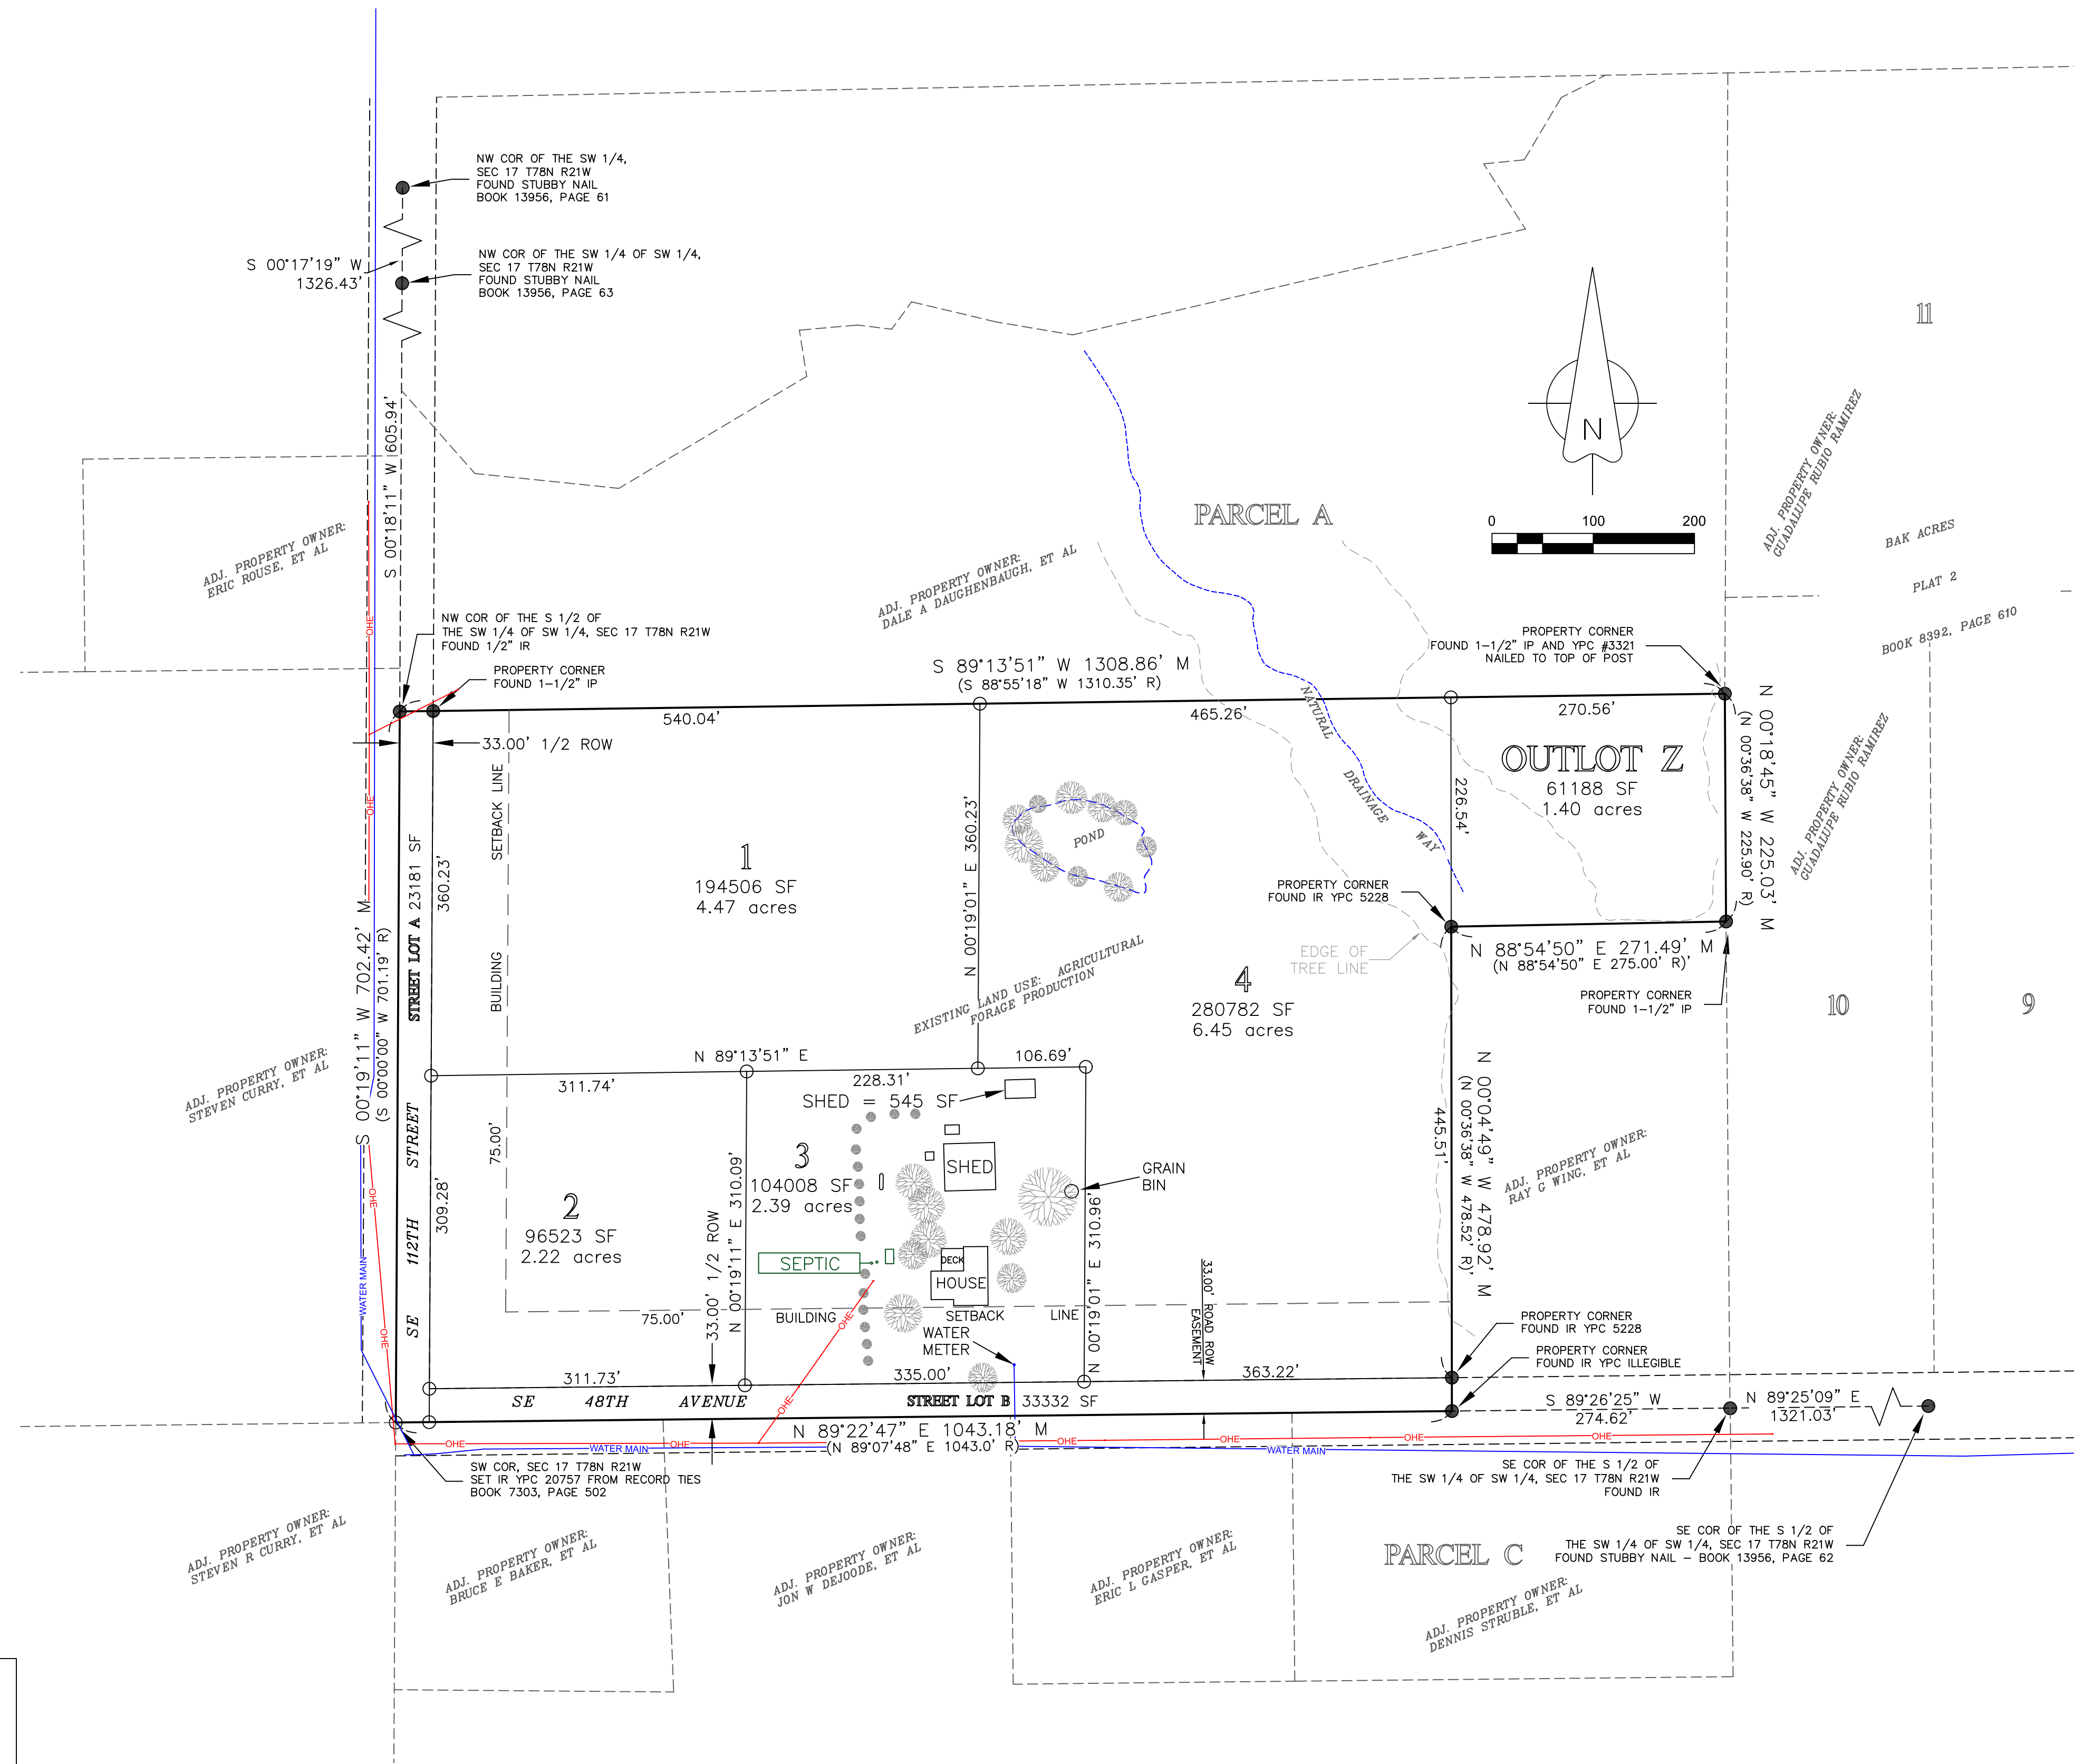 NW COR OF THE SW 1/4,
SEC 17 T78N R21W
FOUND STUBBY NAIL
BOOK 13956, PAGE 61
S 00°17'19" W
1326.43'
NW COR OF THE SW 1/4 OF SW 1/4,
SEC 17 T78N R21W
FOUND STUBBY NAIL
BOOK 13956, PAGE 63
11
N
0 100 200
S 00°18'11" W 605.94'
ADJ. PROPERTY OWNER:
ERIC ROUSE, ET AL
PARCEL A
ADJ. PROPERTY OWNER:
DALE A DAUGHENBAUGH, ET AL
ADJ. PROPERTY OWNER:
GUADALUPE RUBIO RAMIREZ
BAK ACRES
PLAT 2
BOOK 8392, PAGE 610
NW COR OF THE S 1/2 OF
THE SW 1/4 OF SW 1/4, SEC 17 T78N R21W
FOUND 1/2" IR
PROPERTY CORNER
FOUND 1-1/2" IP
PROPERTY CORNER
FOUND 1-1/2" IP AND YPC #3321
NAILED TO TOP OF POST
S 89°13'51" W 1308.86' M
(S 88°55'18" W 1310.35' R)
540.04'
465.26'
270.56'
33.00' 1/2 ROW
OHE
OHE
NATURAL
DRAINAGE
WAY
OUTLOT Z
61188 SF
1.40 acres
226.54'
N 00°18'45" W 225.03' M
(N 00°36'38" W 225.90' R)
ADJ. PROPERTY OWNER:
GUADALUPE RUBIO RAMIREZ
SETBACK LINE
BUILDING
1
194506 SF
4.47 acres
POND
360.23'
STREET LOT A 23181 SF
S 00°19'11" W 702.42' M
(S 00°00'00" W 701.19' R)
N 00°19'01" E 360.23'
PROPERTY CORNER
FOUND IR YPC 5228
EDGE OF
TREE LINE
N 88°54'50" E 271.49' M
(N 88°54'50" E 275.00' R)'
PROPERTY CORNER
FOUND 1-1/2" IP
10
9
EXISTING LAND USE: AGRICULTURAL
FORAGE PRODUCTION
4
280782 SF
6.45 acres
ADJ. PROPERTY OWNER:
STEVEN CURRY, ET AL
N 89°13'51" E
311.74'
228.31'
106.69'
SHED = 545 SF
SE 112TH STREET
75.00'
309.28'
2
96523 SF
2.22 acres
3
104008 SF
2.39 acres
SHED
GRAIN
BIN
445.51'
N 00°04'49" W 478.92' M
(N 00°36'38" W 478.52' R)'
ADJ. PROPERTY OWNER:
RAY G WING, ET AL
33.00' 1/2 ROW
N 00°19'11" E 310.09'
SEPTIC
DECK
HOUSE
N 00°19'01" E 310.96'
33.00' ROAD ROW
EASEMENT
OHE
OHE
WATER MAIN
75.00'
BUILDING
SETBACK
LINE
WATER
METER
OHE
PROPERTY CORNER
FOUND IR YPC 5228
PROPERTY CORNER
FOUND IR YPC ILLEGIBLE
311.73'
335.00'
363.22'
SE 48TH AVENUE
STREET LOT B 33332 SF
OHE
S 89°26'25" W
274.62'
N 89°25'09" E
1321.03'
N 89°22'47" E 1043.18' M
(N 89°07'48" E 1043.0' R)
OHE
WATER MAIN
OHE
OHE
OHE
OHE
OHE
WATER MAIN
SW COR, SEC 17 T78N R21W
SET IR YPC 20757 FROM RECORD TIES
BOOK 7303, PAGE 502
SE COR OF THE S 1/2 OF
THE SW 1/4 OF SW 1/4, SEC 17 T78N R21W
FOUND IR
SE COR OF THE S 1/2 OF
THE SW 1/4 OF SW 1/4, SEC 17 T78N R21W
FOUND STUBBY NAIL – BOOK 13956, PAGE 62
ADJ. PROPERTY OWNER:
STEVEN R CURRY, ET AL
ADJ. PROPERTY OWNER:
BRUCE E BAKER, ET AL
ADJ. PROPERTY OWNER:
JON W DEJOODE, ET AL
ADJ. PROPERTY OWNER:
ERIC L GASPER, ET AL
PARCEL C
ADJ. PROPERTY OWNER:
DENNIS STRUBLE, ET AL